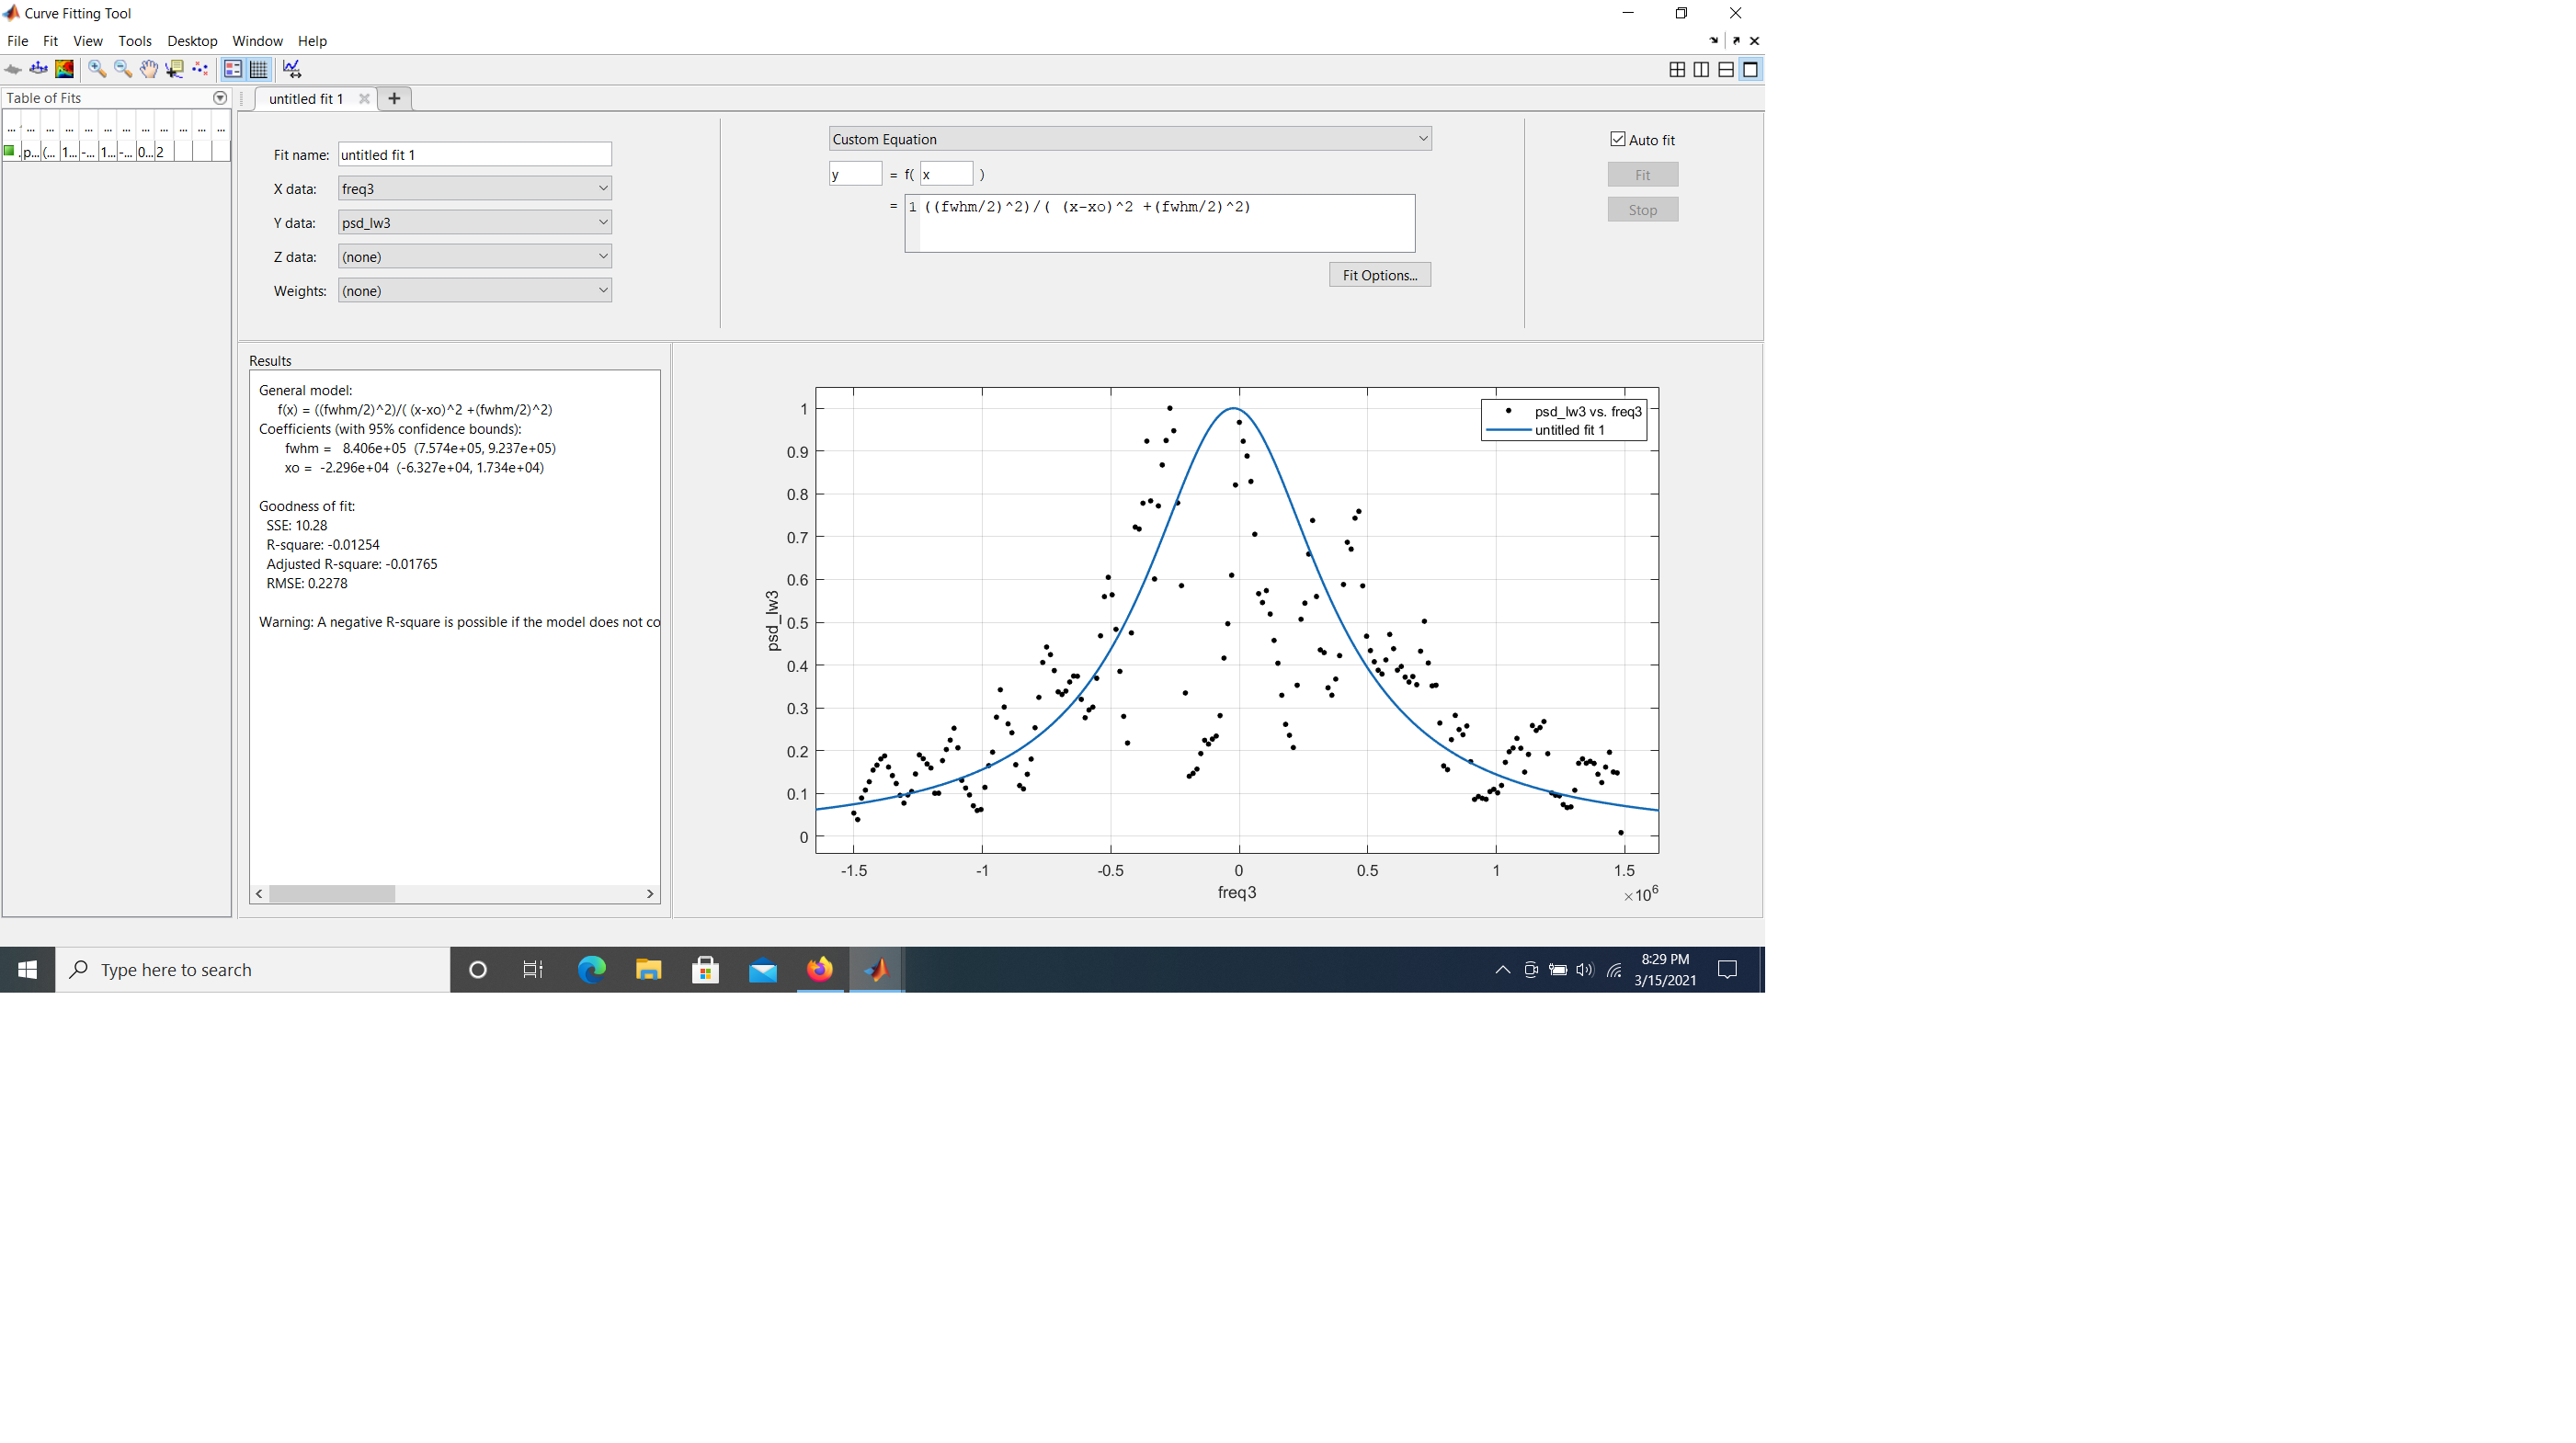 Curve Fitting Tool
File Fit View Tools Desktop Window Help
Table of Fits
... ... ... ... ... ... ... ... ... ... ... ...
. p... (... 1... -... 1... -... 0... 2
untitled fit 1
Fit name: untitled fit 1
X data: freq3
Y data: psd_lw3
Z data: (none)
Weights: (none)
Custom Equation
y = f( x )
= 1 ((fwhm/2)^2)/( (x-xo)^2 +(fwhm/2)^2)
Fit Options...
Auto fit
Fit
Stop
Results
General model:
f(x) = ((fwhm/2)^2)/( (x-xo)^2 +(fwhm/2)^2)
Coefficients (with 95% confidence bounds):
fwhm = 8.406e+05 (7.574e+05, 9.237e+05)
xo = -2.296e+04 (-6.327e+04, 1.734e+04)
Goodness of fit:
SSE: 10.28
R-square: -0.01254
Adjusted R-square: -0.01765
RMSE: 0.2278
Warning: A negative R-square is possible if the model does not co
psd_lw3 vs. freq3
untitled fit 1
1
0.9
0.8
0.7
0.6
0.5
0.4
0.3
0.2
0.1
0
psd_lw3
-1.5 -1 -0.5 0 0.5 1 1.5
freq3
×10⁶
Type here to search
8:29 PM
3/15/2021